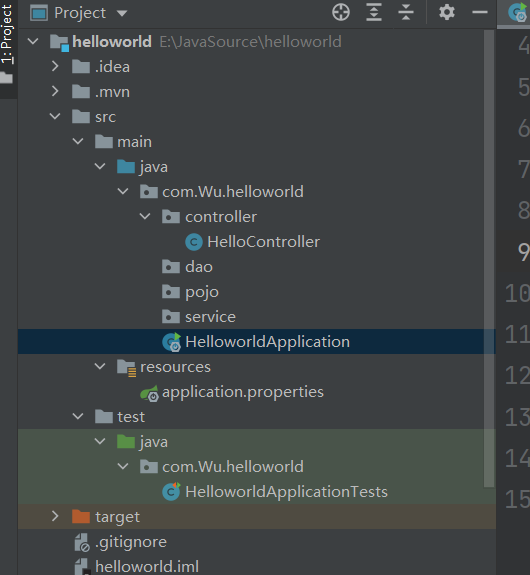 1: Project
Project
helloworld E:\JavaSource\helloworld
.idea
.mvn
src
main
java
com.Wu.helloworld
controller
HelloController
dao
pojo
service
HelloworldApplication
resources
application.properties
test
java
com.Wu.helloworld
HelloworldApplicationTests
target
.gitignore
helloworld.iml
4
5
6
7
8
9
10
11
12
13
14
15